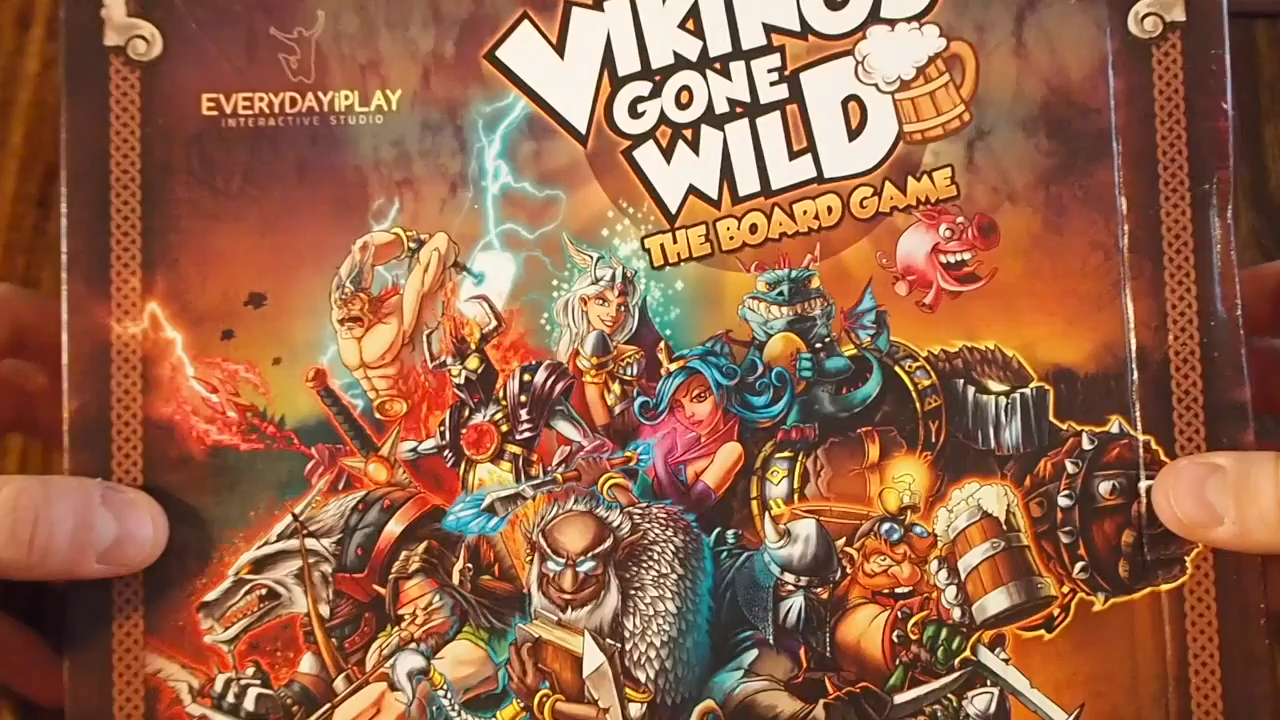 VIKINGS
GONE
WILD
THE BOARD GAME
EVERYDAYiPLAY
INTERACTIVE STUDIO